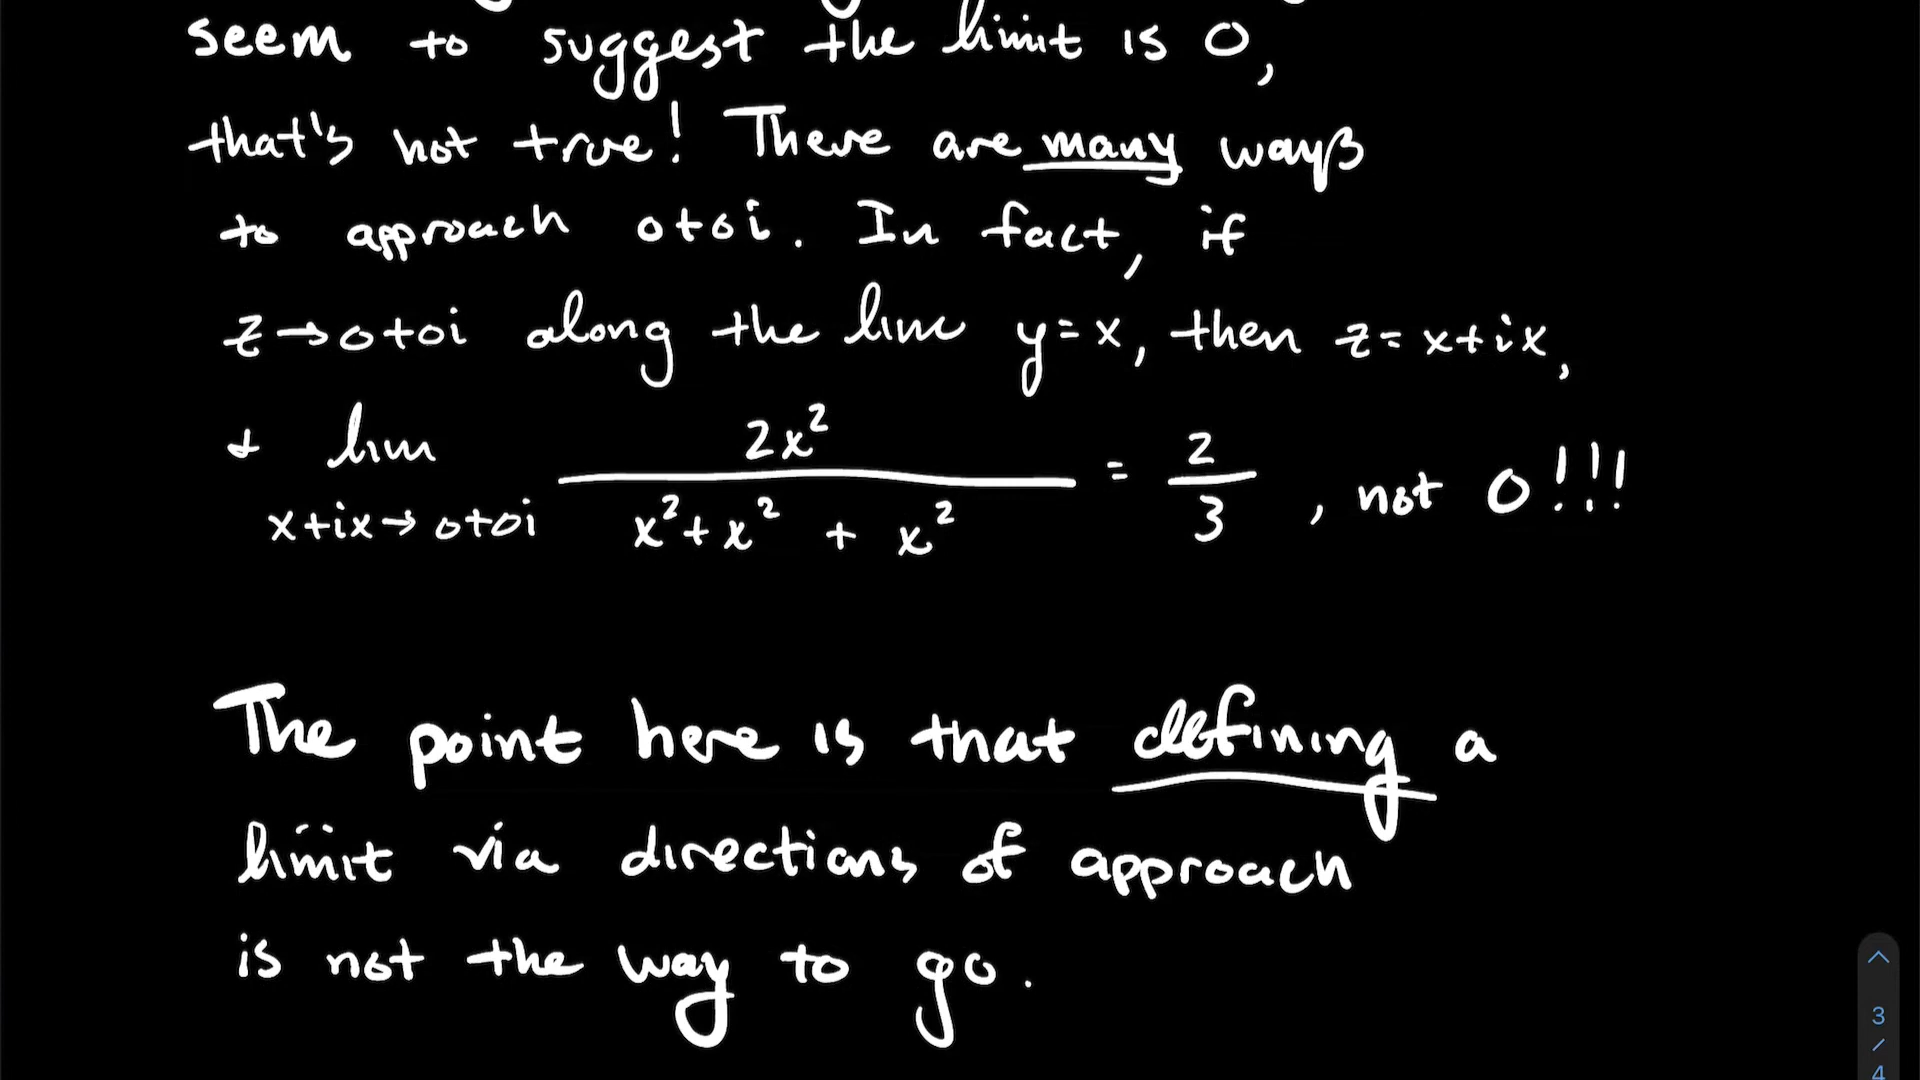 seem to suggest the limit is 0,
that's not true! There are many ways
to approach 0+0i. In fact, if
z→0+0i along the line y=x, then z=x+ix,
& lim 2x²/(x²+x² + x²) = 2/3, not 0!!!
x+ix→0+0i
The point here is that defining a
limit via directions of approach
is not the way to go.
3
/
4